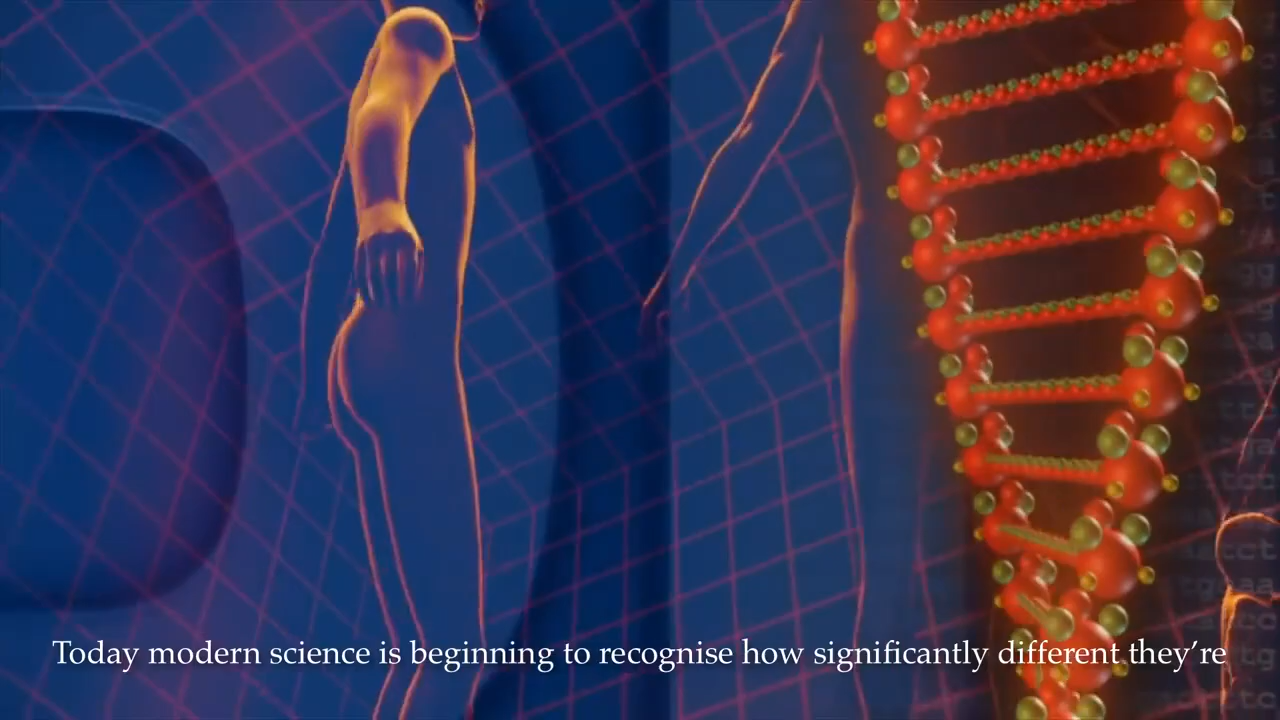 Today modern science is beginning to recognise how significantly different they’re